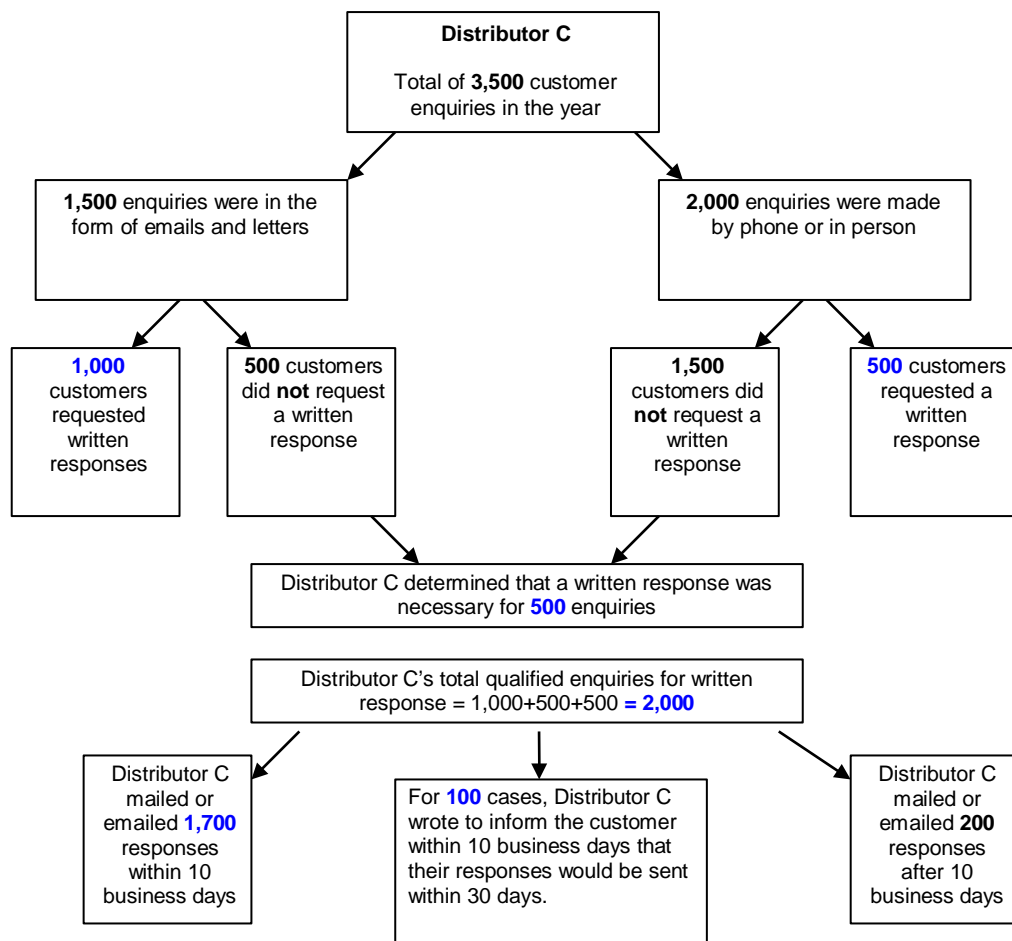 Distributor C
Total of 3,500 customer
enquiries in the year
1,500 enquiries were in the
form of emails and letters
2,000 enquiries were made
by phone or in person
1,000
customers
requested
written
responses
500 customers
did not request
a written
response
1,500
customers did
not request a
written
response
500 customers
requested a
written
response
Distributor C determined that a written response was
necessary for 500 enquiries
Distributor C's total qualified enquiries for written
response = 1,000+500+500 = 2,000
Distributor C
mailed or
emailed 1,700
responses
within 10
business days
For 100 cases, Distributor C
wrote to inform the customer
within 10 business days that
their responses would be sent
within 30 days.
Distributor C
mailed or
emailed 200
responses
after 10
business days